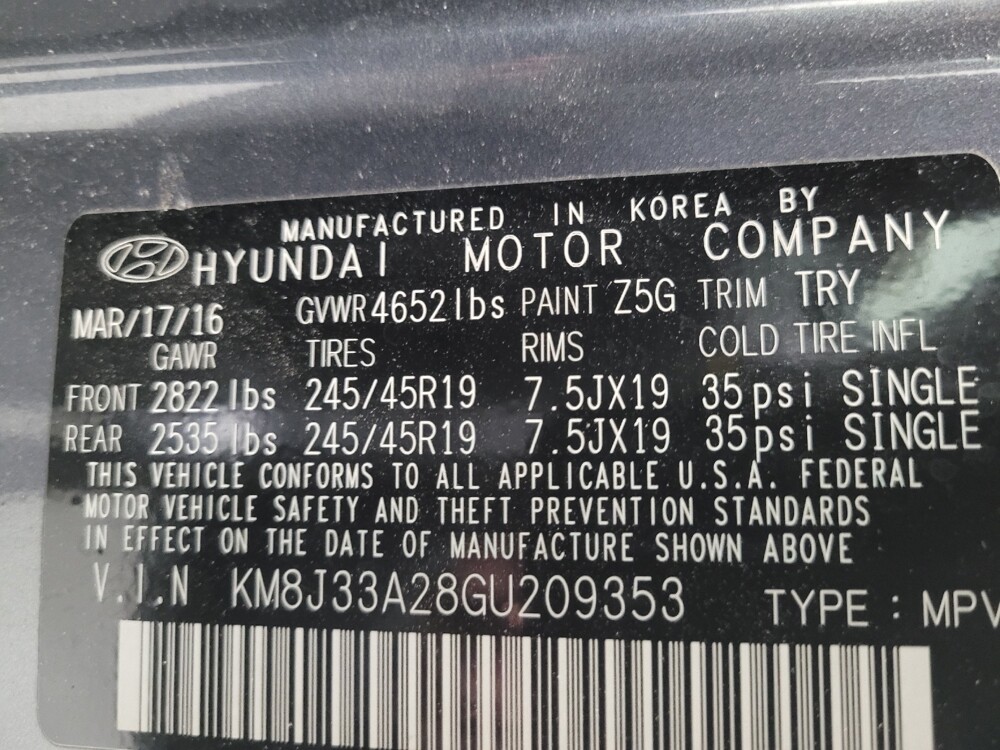 MANUFACTURED IN KOREA BY
HYUNDAI MOTOR COMPANY
MAR/17/16 GVWR 4652lbs PAINT Z5G TRIM TRY
GAWR TIRES RIMS COLD TIRE INFL
FRONT 2822 lbs 245/45R19 7.5JX19 35psi SINGLE
REAR 2535 lbs 245/45R19 7.5JX19 35psi SINGLE
THIS VEHICLE CONFORMS TO ALL APPLICABLE U.S.A. FEDERAL
MOTOR VEHICLE SAFETY AND THEFT PREVENTION STANDARDS
IN EFFECT ON THE DATE OF MANUFACTURE SHOWN ABOVE
V.I.N KM8J33A28GU209353 TYPE : MPV